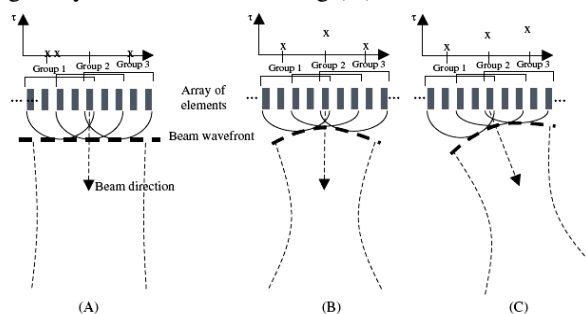 τ
x x
x
Group 1
Group 2
Group 3
Array of
elements
Beam wavefront
Beam direction
(A)
τ
x
x
x
Group 1
Group 2
Group 3
(B)
τ
x
x
x
Group 1
Group 2
Group 3
(C)